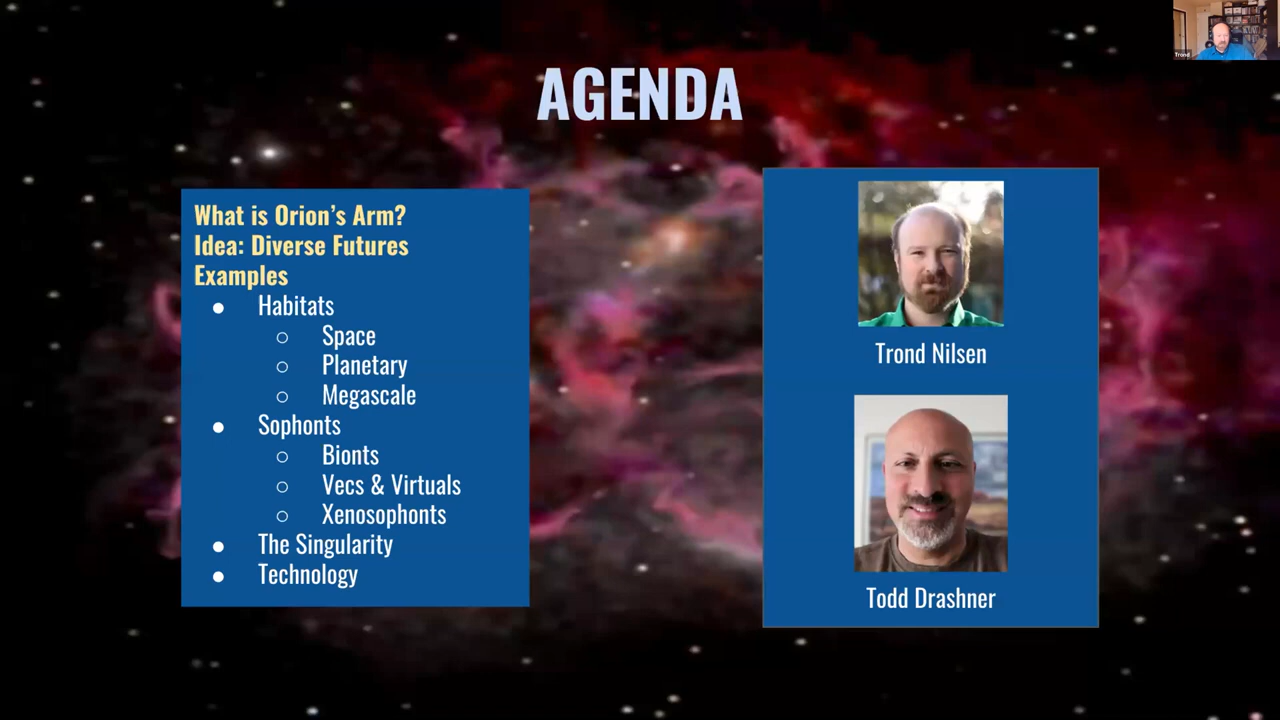 AGENDA
What is Orion's Arm?
Idea: Diverse Futures
Examples
● Habitats
○ Space
○ Planetary
○ Megascale
● Sophonts
○ Bionts
○ Vecs & Virtuals
○ Xenosophonts
● The Singularity
● Technology
Trond Nilsen
Todd Drashner
Trond